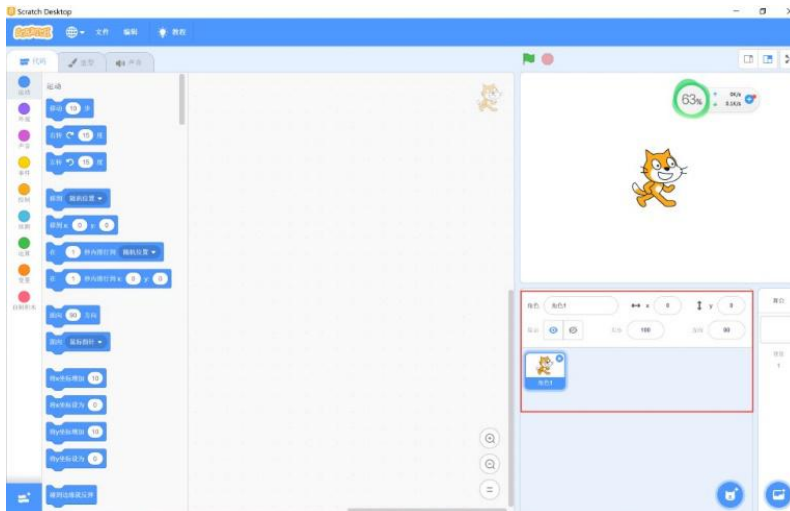 Scratch Desktop
文件 编辑 教程
代码 造型 声音
运动
外观
声音
事件
控制
侦测
运算
变量
自制积木
运动
移动 10 步
右转 15 度
左转 15 度
移到 随机位置
移到 x: 0 y: 0
在 1 秒内滑行到 随机位置
在 1 秒内滑行到 x: 0 y: 0
面向 90 方向
面向 鼠标指针
将x坐标增加 10
将x坐标设为 0
将y坐标增加 10
将y坐标设为 0
碰到边缘就反弹
63%
0K/s
0.1K/s
角色 角色1 x 0 y 0
显示 大小 100 方向 90
角色1
舞台
背景
1